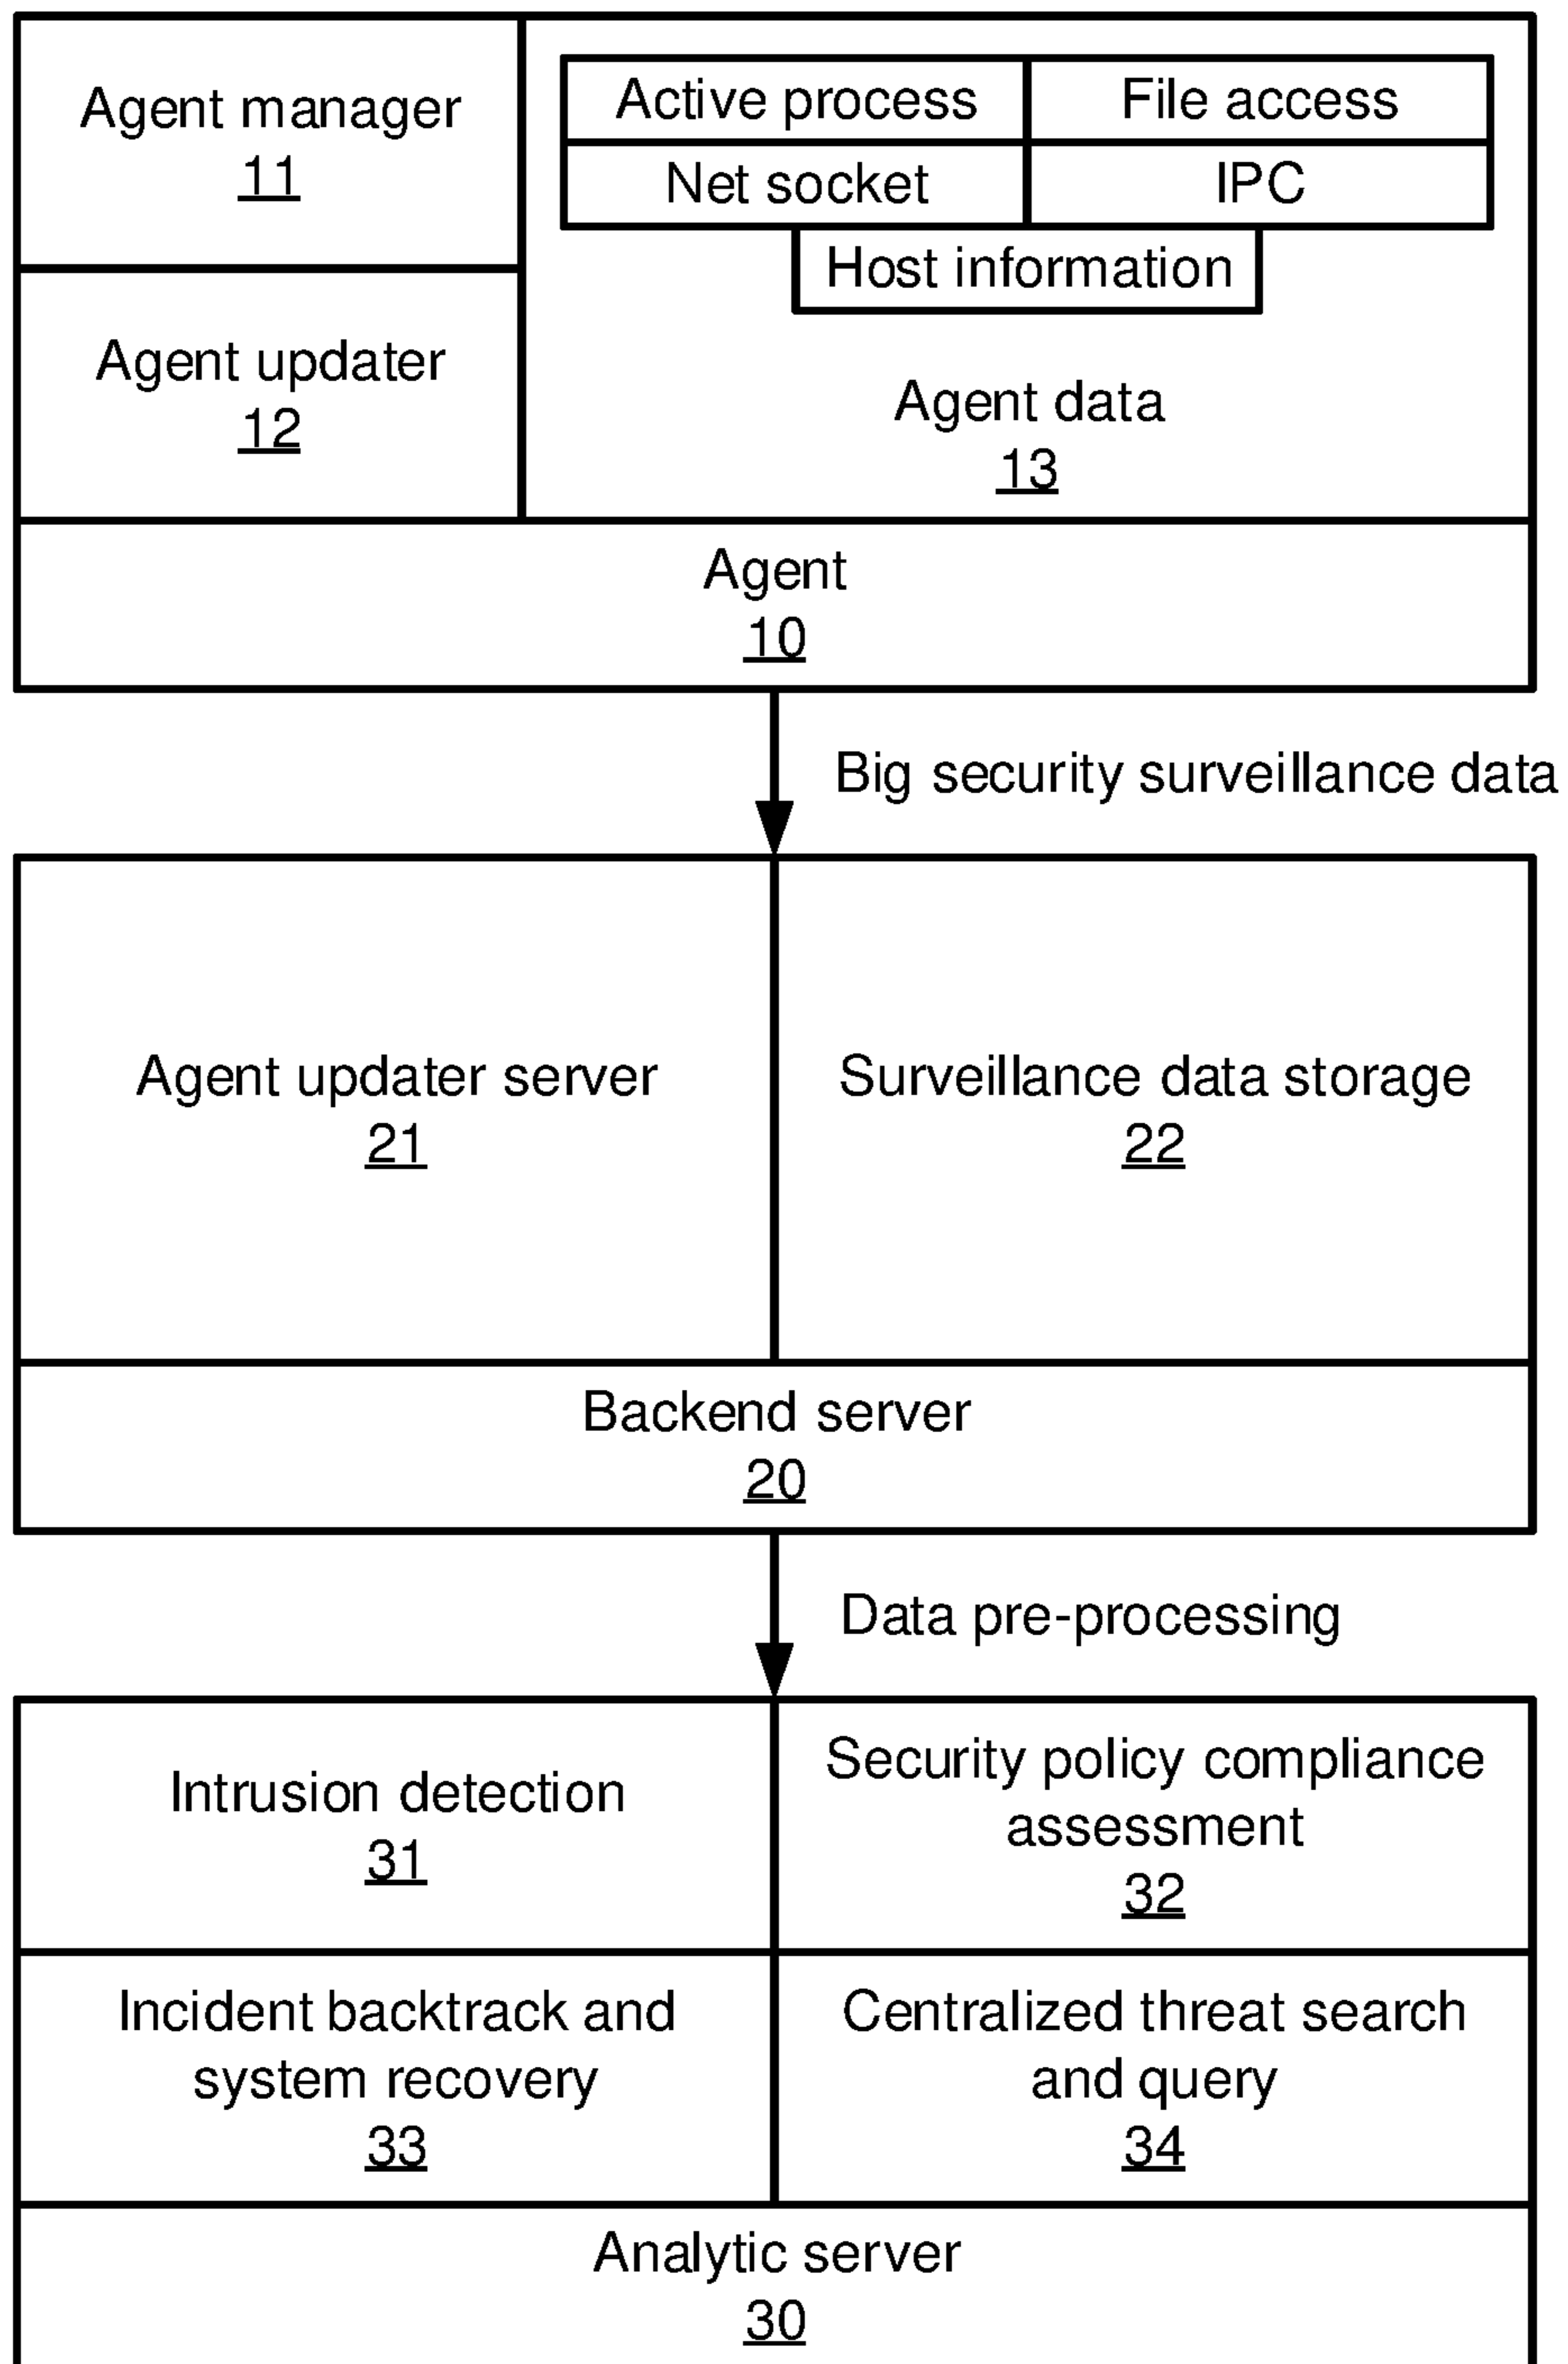 Agent manager
11
Active process
File access
Net socket
IPC
Host information
Agent updater
12
Agent data
13
Agent
10
Big security surveillance data
Agent updater server
21
Surveillance data storage
22
Backend server
20
Data pre-processing
Intrusion detection
31
Security policy compliance
assessment
32
Incident backtrack and
system recovery
33
Centralized threat search
and query
34
Analytic server
30